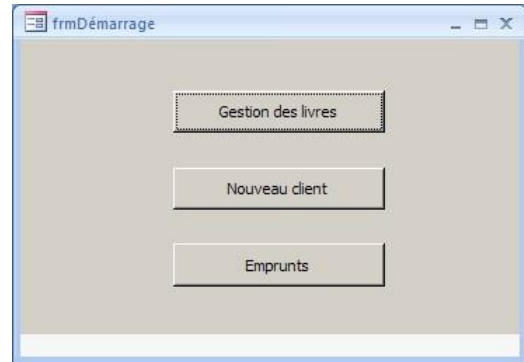 frmDémarrage
Gestion des livres
Nouveau client
Emprunts